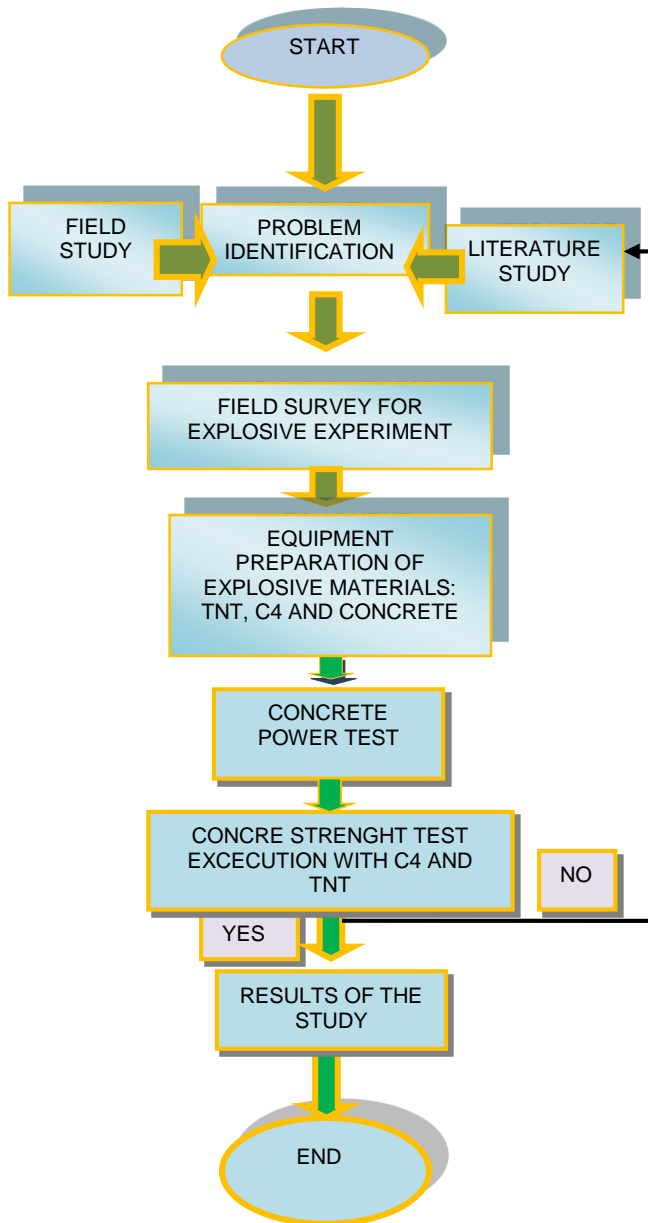 START
FIELD
STUDY
PROBLEM
IDENTIFICATION
LITERATURE
STUDY
FIELD SURVEY FOR
EXPLOSIVE EXPERIMENT
EQUIPMENT
PREPARATION OF
EXPLOSIVE MATERIALS:
TNT, C4 AND CONCRETE
CONCRETE
POWER TEST
CONCRE STRENGHT TEST
EXCECUTION WITH C4 AND
TNT
NO
YES
RESULTS OF THE
STUDY
END